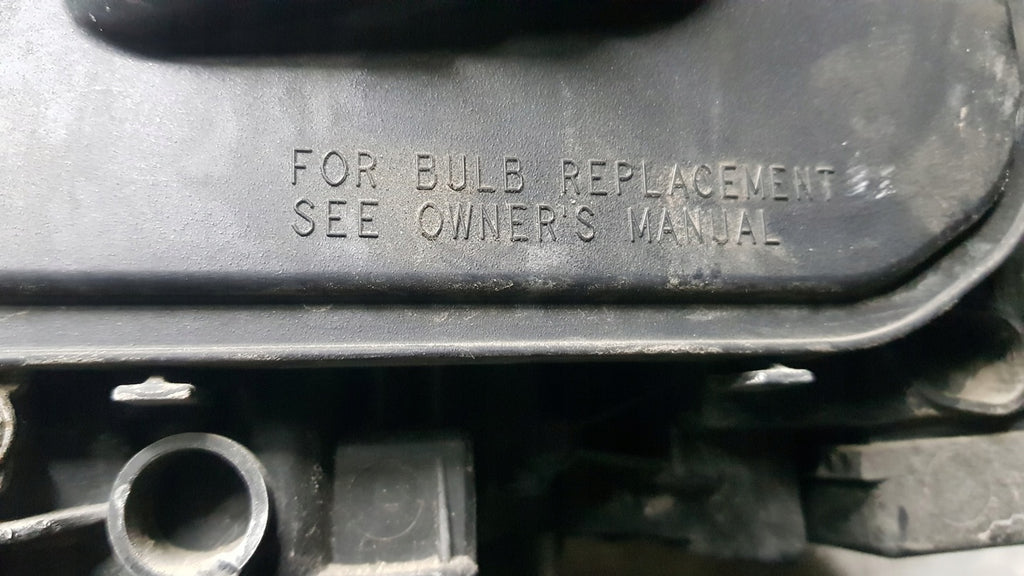 FOR BULB REPLACEMENT
SEE OWNER'S MANUAL